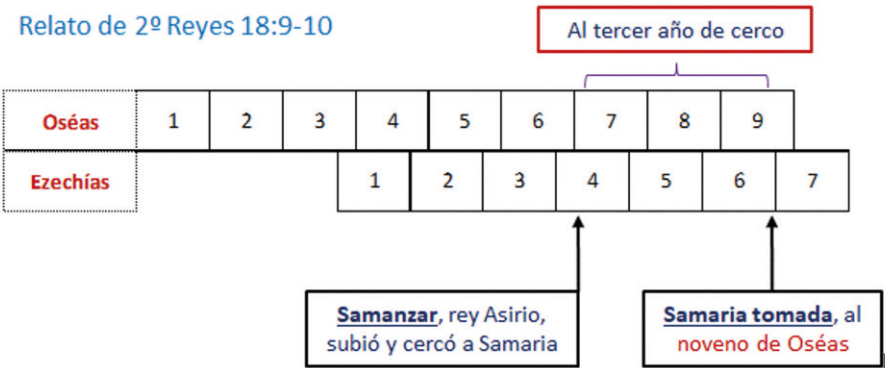 Relato de 2º Reyes 18:9-10
Al tercer año de cerco
Oséas 1 2 3 4 5 6 7 8 9
Ezechías 1 2 3 4 5 6 7
Samanzar, rey Asirio,
subió y cercó a Samaria
Samaria tomada, al
noveno de Oséas